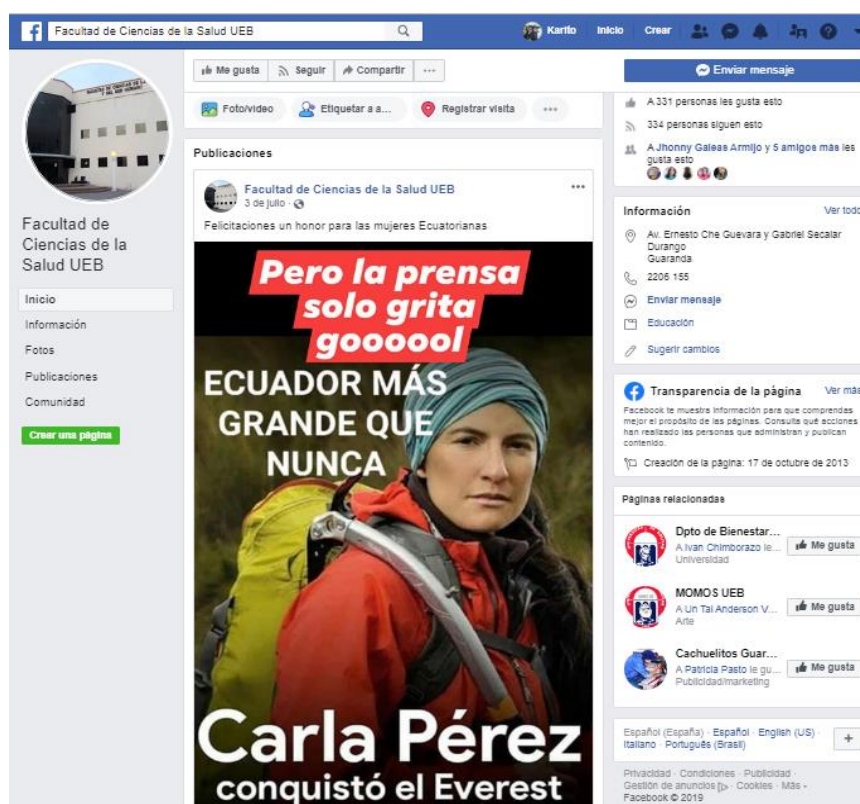 Facultad de Ciencias de la Salud UEB
Karito Inicio Crear
Me gusta Seguir Compartir ...
Enviar mensaje
Foto/video Etiquetar a a... Registrar visita ...
A 331 personas les gusta esto
334 personas siguen esto
A Jhonny Galeas Armijo y 5 amigos más les
gusta esto
Publicaciones
Facultad de Ciencias de la Salud UEB
3 de julio
Felicitaciones un honor para las mujeres Ecuatorianas
Pero la prensa
solo grita
goooool
ECUADOR MÁS
GRANDE QUE
NUNCA
Carla Pérez
conquistó el Everest
Facultad de
Ciencias de la
Salud UEB
Inicio
Información
Fotos
Publicaciones
Comunidad
Crear una página
Información Ver todo
Av. Ernesto Che Guevara y Gabriel Secalar
Durango
Guaranda
2206 155
Enviar mensaje
Educación
Sugerir cambios
Transparencia de la página Ver más
Facebook te muestra información para que comprendas
mejor el propósito de las páginas. Consulta qué acciones
han realizado las personas que administran y publican
contenido.
Creación de la página: 17 de octubre de 2013
Páginas relacionadas
Dpto de Bienestar...
A Ivan Chimborazo le... Me gusta
Universidad
MOMOS UEB
A Un Tal Anderson V... Me gusta
Arte
Cachuelitos Guar...
A Patricia Pasto le gu... Me gusta
Publicidad/marketing
Español (España) · Español · English (US) ·
Italiano · Português (Brasil)
Privacidad · Condiciones · Publicidad ·
Gestión de anuncios · Cookies · Más
Facebook © 2019